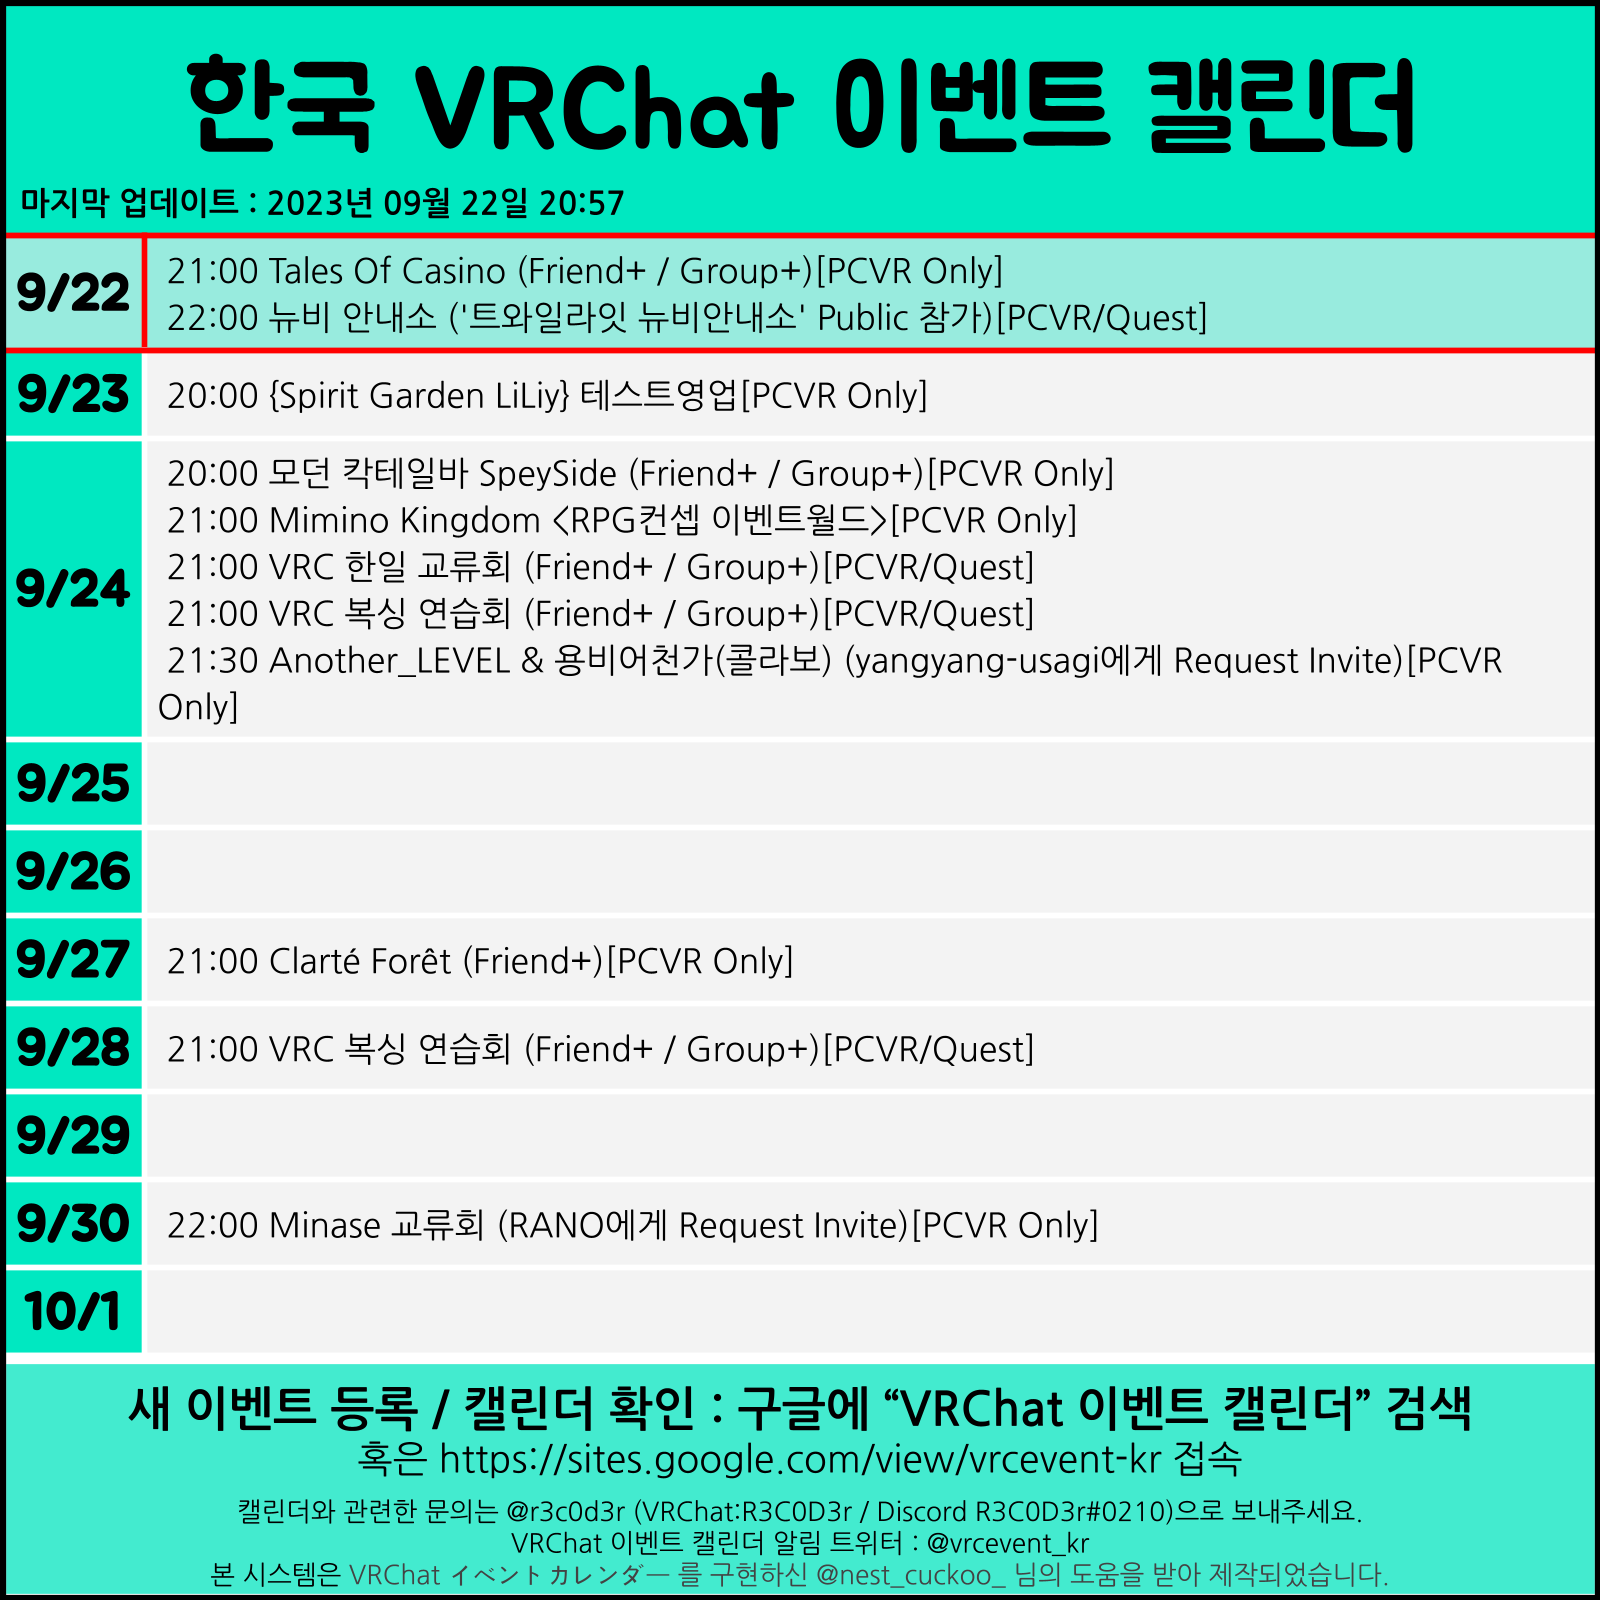 한국 VRChat 이벤트 캘린더
마지막 업데이트 : 2023년 09월 22일 20:57
9/22
21:00 Tales Of Casino (Friend+ / Group+)[PCVR Only]
22:00 뉴비 안내소 ('트와일라잇 뉴비안내소' Public 참가)[PCVR/Quest]
9/23
20:00 {Spirit Garden LiLiy} 테스트영업[PCVR Only]
9/24
20:00 모던 칵테일바 SpeySide (Friend+ / Group+)[PCVR Only]
21:00 Mimino Kingdom <RPG컨셉 이벤트월드>[PCVR Only]
21:00 VRC 한일 교류회 (Friend+ / Group+)[PCVR/Quest]
21:00 VRC 복싱 연습회 (Friend+ / Group+)[PCVR/Quest]
21:30 Another_LEVEL & 용비어천가(콜라보) (yangyang-usagi에게 Request Invite)[PCVR
Only]
9/25
9/26
9/27
21:00 Clarté Forêt (Friend+)[PCVR Only]
9/28
21:00 VRC 복싱 연습회 (Friend+ / Group+)[PCVR/Quest]
9/29
9/30
22:00 Minase 교류회 (RANO에게 Request Invite)[PCVR Only]
10/1
새 이벤트 등록 / 캘린더 확인 : 구글에 “VRChat 이벤트 캘린더” 검색
혹은 https://sites.google.com/view/vrcevent-kr 접속
캘린더와 관련한 문의는 @r3c0d3r (VRChat:R3C0D3r / Discord R3C0D3r#0210)으로 보내주세요.
VRChat 이벤트 캘린더 알림 트위터 : @vrcevent_kr
본 시스템은 VRChat イベントカレンダー 를 구현하신 @nest_cuckoo_ 님의 도움을 받아 제작되었습니다.